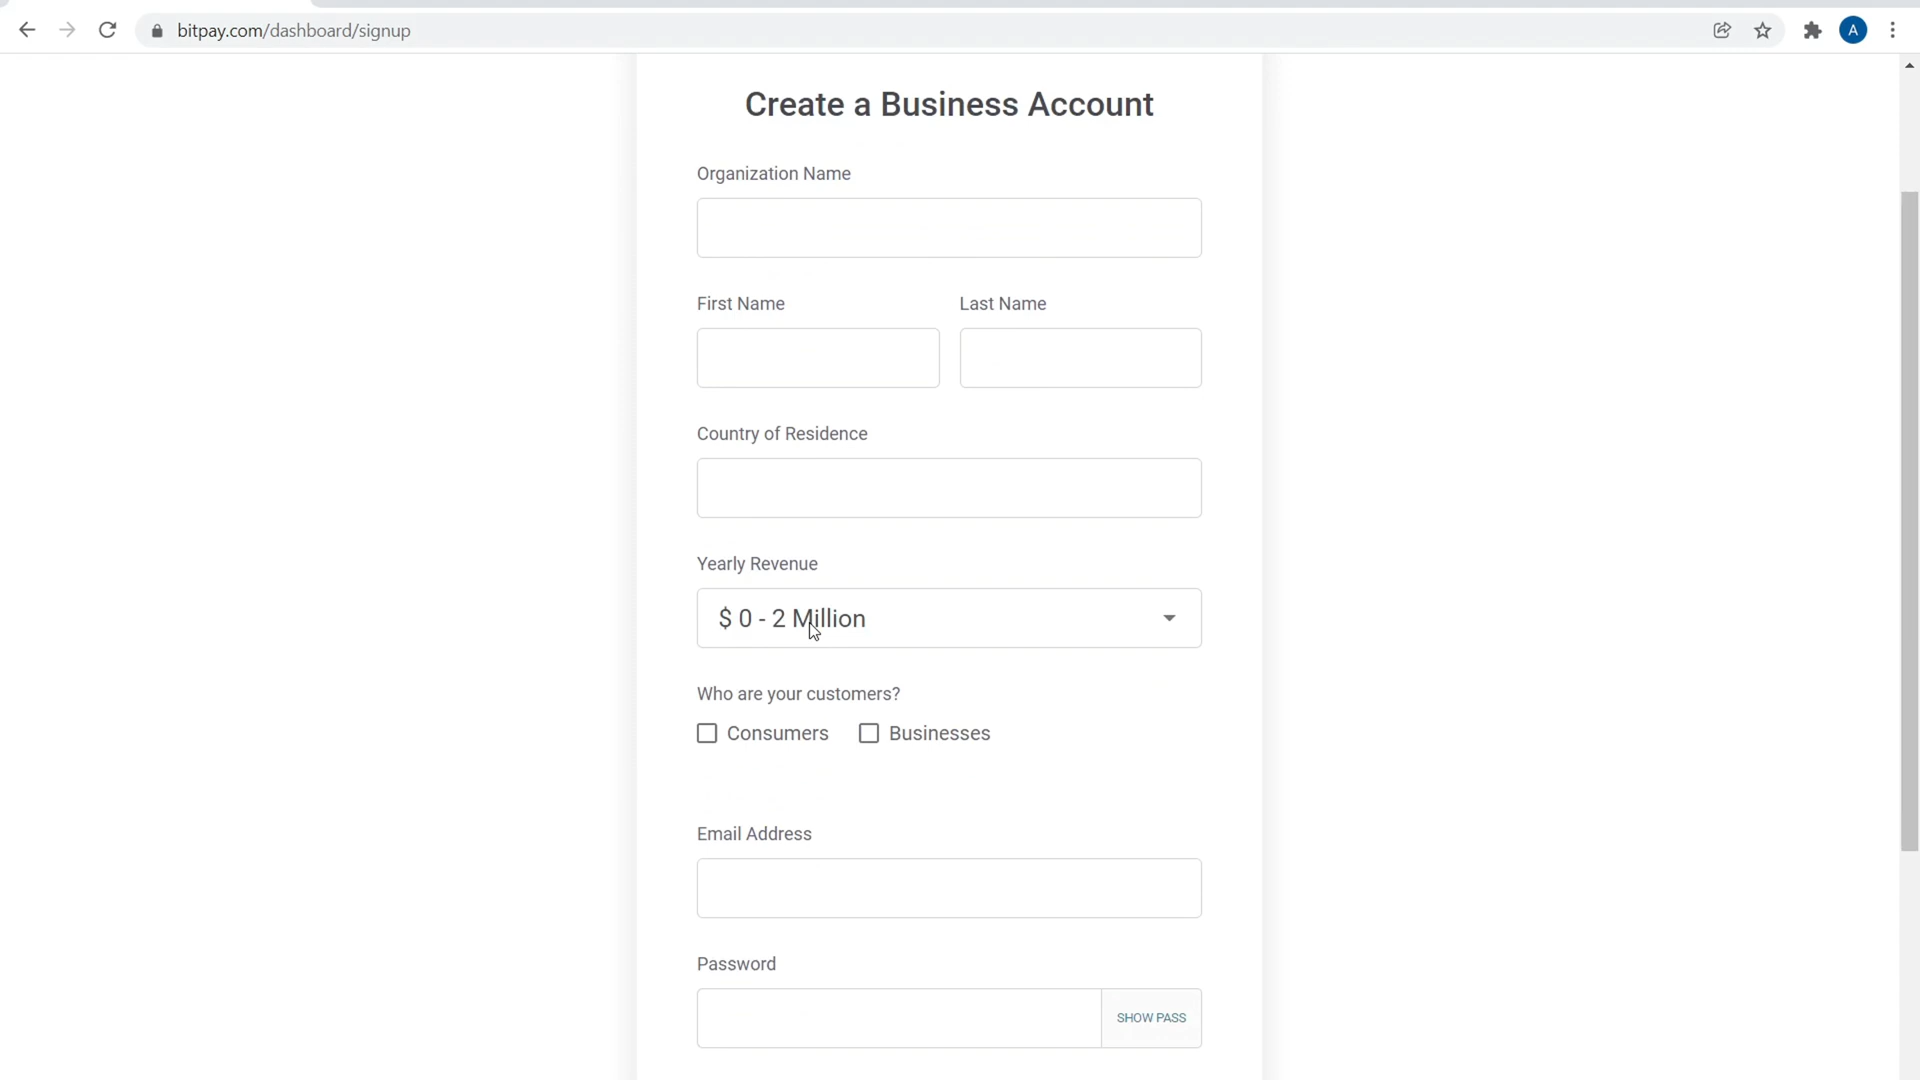 bitpay.com/dashboard/signup
A
Create a Business Account
Organization Name
First Name Last Name
Country of Residence
Yearly Revenue
$ 0 - 2 Million
Who are your customers?
Consumers Businesses
Email Address
Password
SHOW PASS